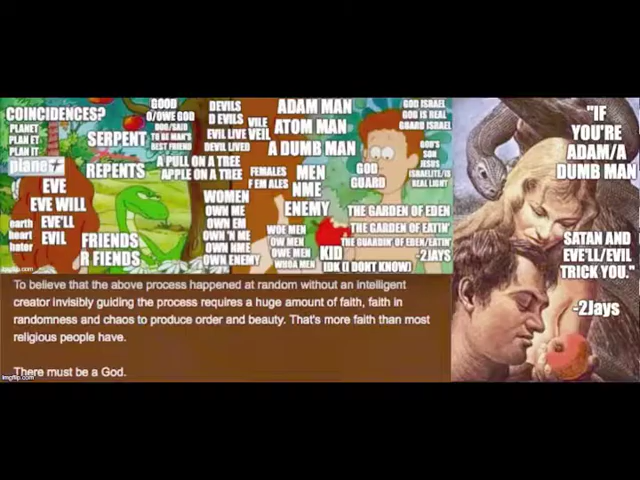 COINCIDENCES?
PLANET
PLAN ET
PLAN IT
plane
EVE
EVE WILL
EVE'LL
EVIL
earth
heart
hater
SERPENT
REPENTS
FRIENDS
R FIENDS
GOOD
O/OWE GOD
DOG/SAID
TO BE MAN'S
BEST FRIEND
A PULL ON A TREE
APPLE ON A TREE
DEVILS
D EVILS
EVIL LIVE
DEVIL LIVED
VILE
VEIL
WOMEN
OWN ME
OWN EM
OWN 'N ME
OWN NME
OWN ENEMY
FEMALES
F EM ALES
WOE MEN
OW MEN
OWE MEN
ADAM MAN
ATOM MAN
A DUMB MAN
MEN
NME
ENEMY
KID
IDK (I DONT KNOW)
GOD
GUARD
GOD ISRAEL
GOD IS REAL
GUARD ISRAEL
GOD'S
SON
JESUS
ISRAELITE/IS
REAL LIGHT
THE GARDEN OF EDEN
THE GARDEN OF EATIN'
THE GUARDIN' OF EDEN/EATIN'
-2JAYS
imgflip.com
To believe that the above process happened at random without an intelligent
creator invisibly guiding the process requires a huge amount of faith, faith in
randomness and chaos to produce order and beauty. That's more faith than most
religious people have.
There must be a God.
imgflip.com
"IF
YOU'RE
ADAM/A
DUMB MAN
SATAN AND
EVE'LL/EVIL
TRICK YOU."
-2Jays